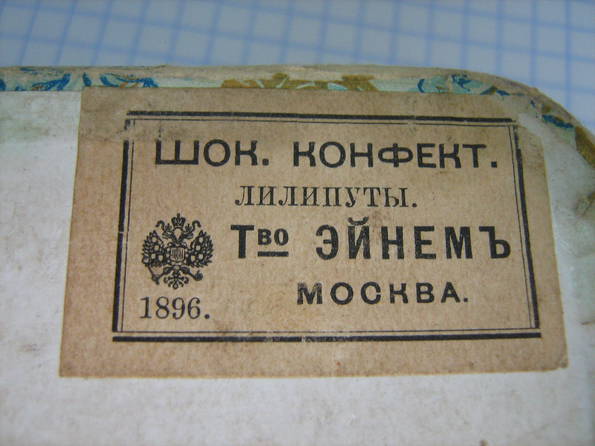 ШОК. КОНФЕКТ.
ЛИЛИПУТЫ.
Тво ЭЙНЕМЪ
1896. МОСКВА.